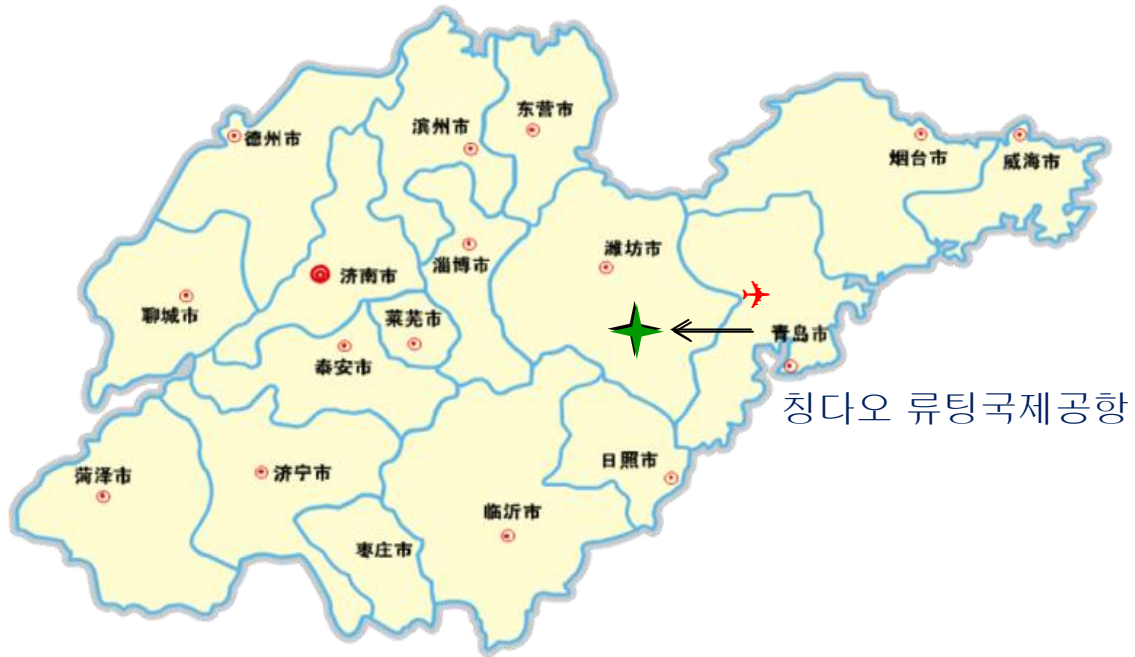 东营市
滨州市
德州市
烟台市
威海市
潍坊市
淄博市
济南市
聊城市
莱芜市
青岛市
泰安市
칭다오 류팅국제공항
日照市
菏泽市
济宁市
临沂市
枣庄市